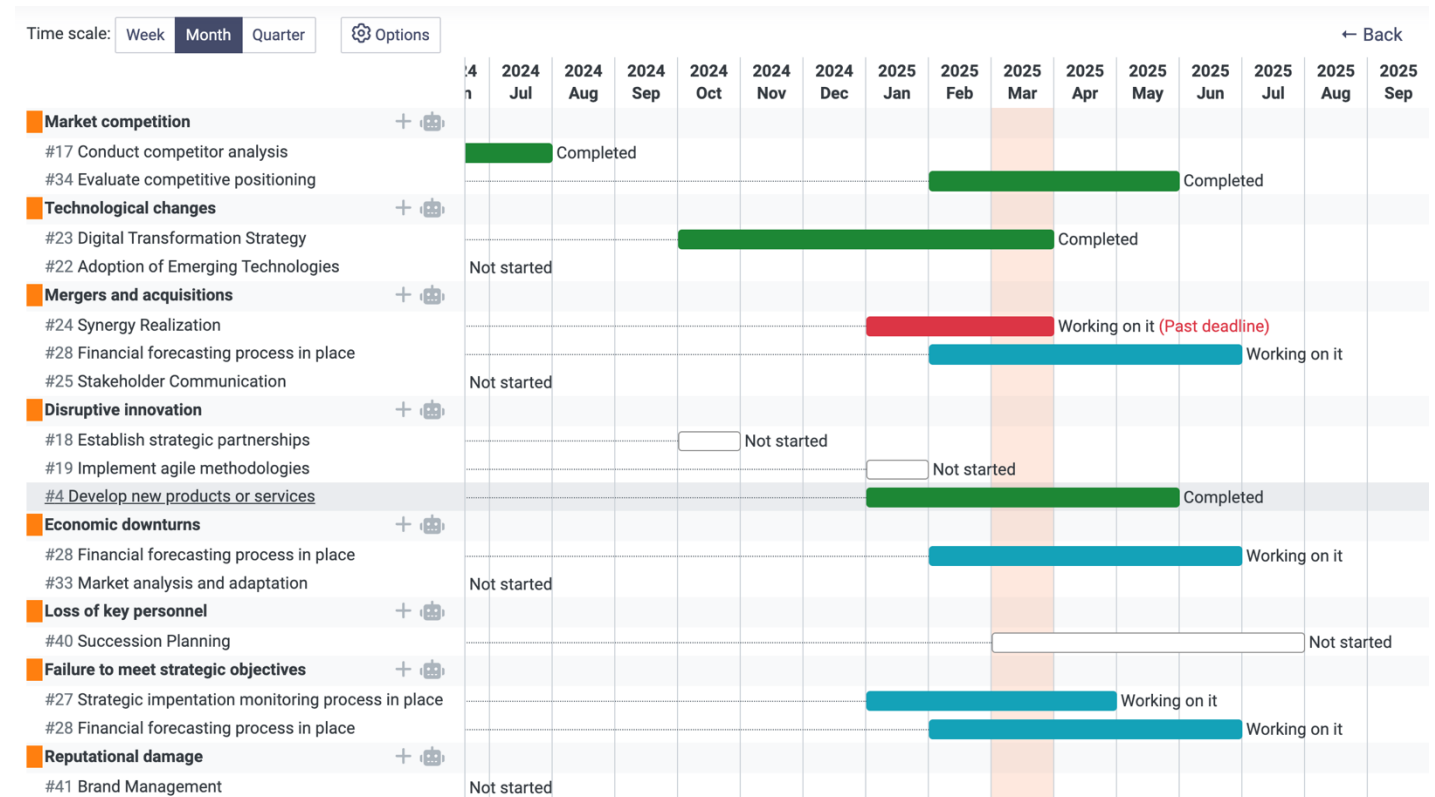 Time scale: Week Month Quarter Options ← Back
24 2024 2024 2024 2024 2024 2024 2025 2025 2025 2025 2025 2025 2025 2025 2025
n Jul Aug Sep Oct Nov Dec Jan Feb Mar Apr May Jun Jul Aug Sep
Market competition
#17 Conduct competitor analysis Completed
#34 Evaluate competitive positioning Completed
Technological changes
#23 Digital Transformation Strategy Completed
#22 Adoption of Emerging Technologies Not started
Mergers and acquisitions
#24 Synergy Realization Working on it (Past deadline)
#28 Financial forecasting process in place Working on it
#25 Stakeholder Communication Not started
Disruptive innovation
#18 Establish strategic partnerships Not started
#19 Implement agile methodologies Not started
#4 Develop new products or services Completed
Economic downturns
#28 Financial forecasting process in place Working on it
#33 Market analysis and adaptation Not started
Loss of key personnel
#40 Succession Planning Not started
Failure to meet strategic objectives
#27 Strategic impentation monitoring process in place Working on it
#28 Financial forecasting process in place Working on it
Reputational damage
#41 Brand Management Not started